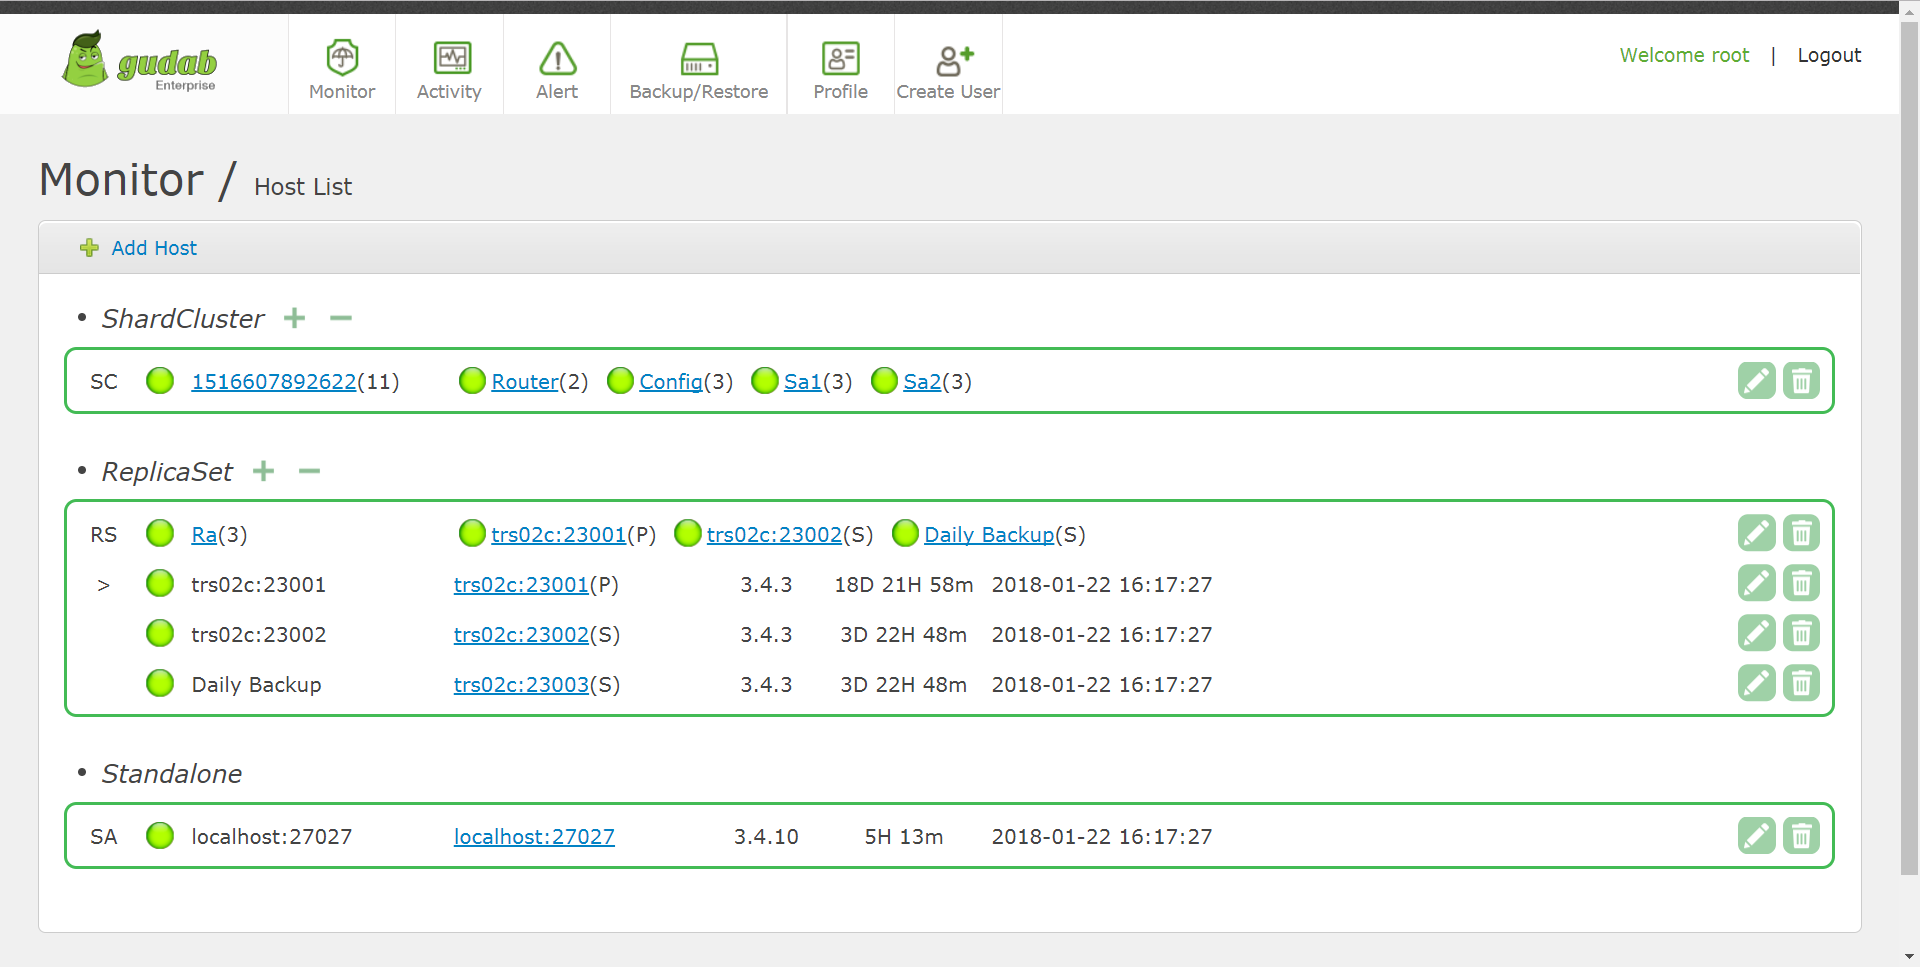 gudab
Enterprise
Monitor Activity Alert Backup/Restore Profile Create User
Welcome root | Logout
Monitor / Host List
Add Host
• ShardCluster
SC 1516607892622(11) Router(2) Config(3) Sa1(3) Sa2(3)
• ReplicaSet
RS Ra(3) trs02c:23001(P) trs02c:23002(S) Daily Backup(S)
> trs02c:23001 trs02c:23001(P) 3.4.3 18D 21H 58m 2018-01-22 16:17:27
trs02c:23002 trs02c:23002(S) 3.4.3 3D 22H 48m 2018-01-22 16:17:27
Daily Backup trs02c:23003(S) 3.4.3 3D 22H 48m 2018-01-22 16:17:27
• Standalone
SA localhost:27027 localhost:27027 3.4.10 5H 13m 2018-01-22 16:17:27